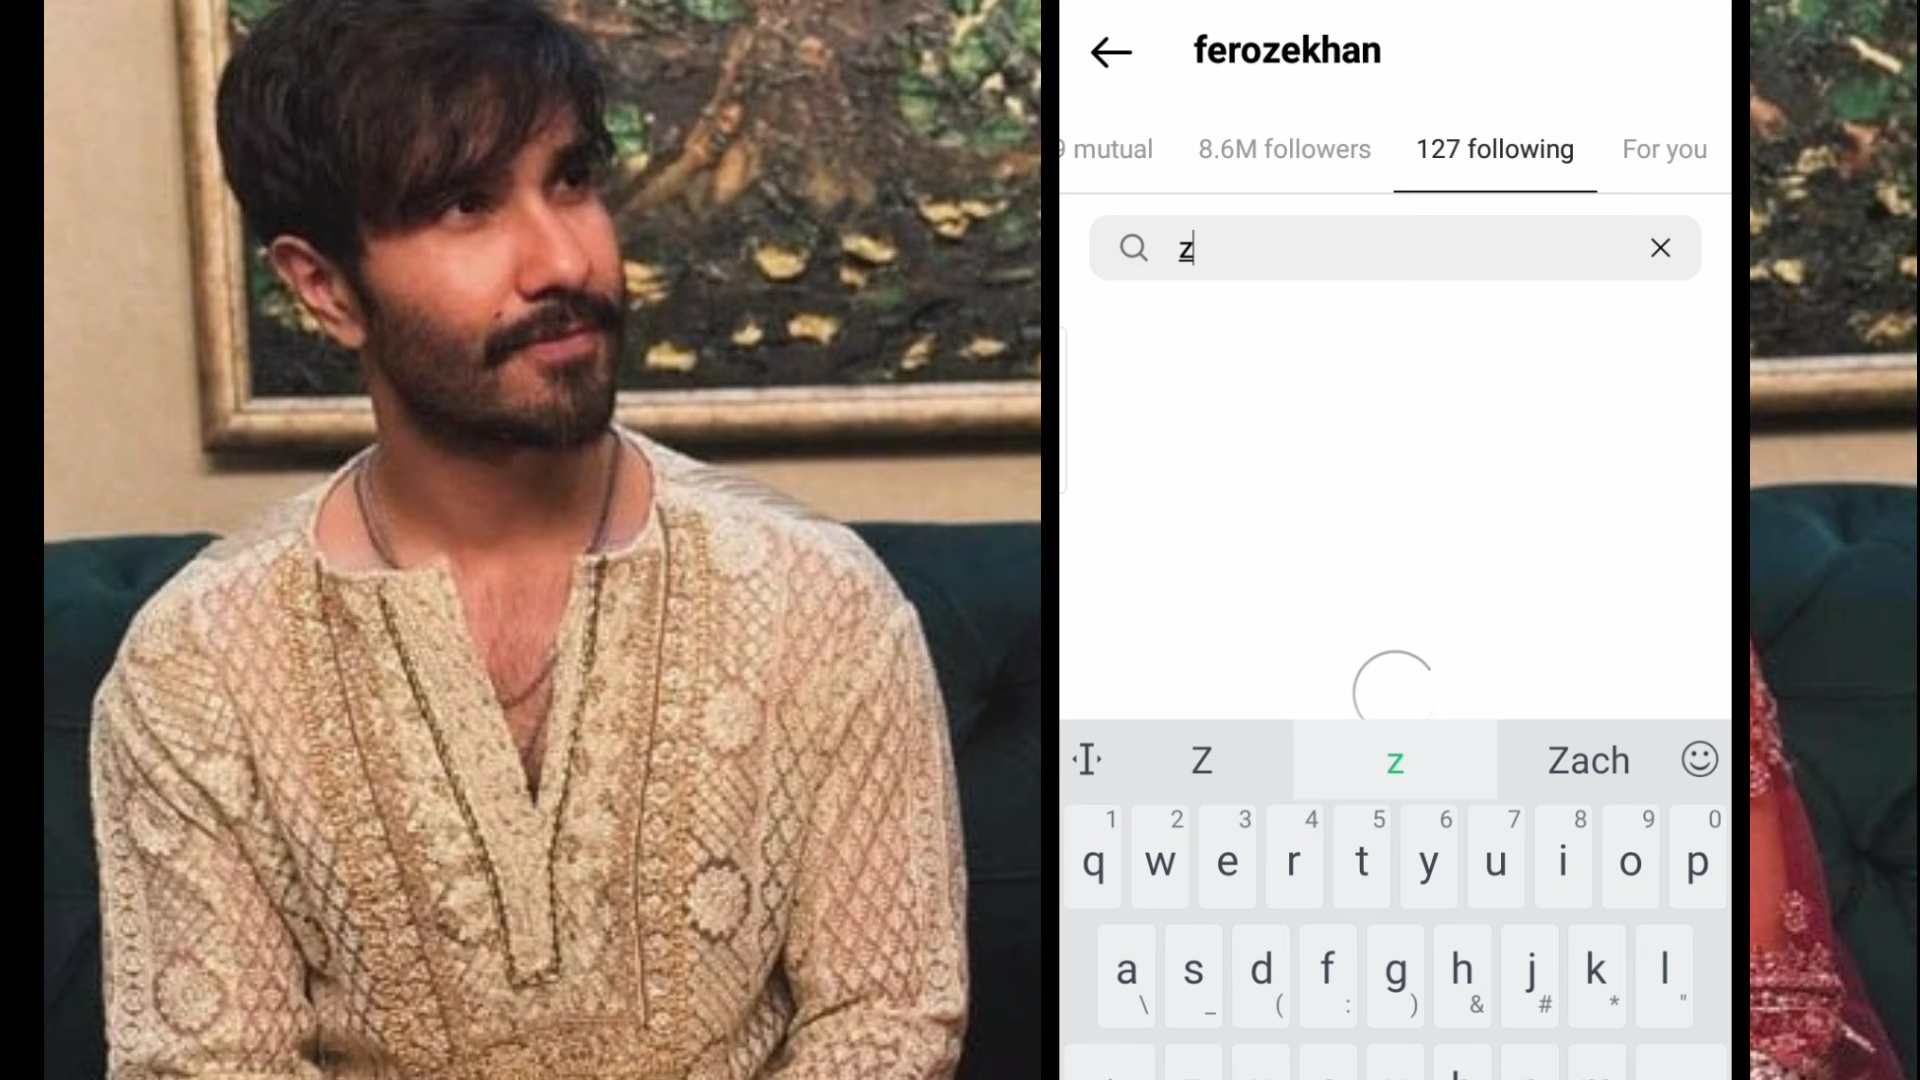 ferozekhan
mutual 8.6M followers 127 following For you
z
Z z Zach
1 2 3 4 5 6 7 8 9 0
q w e r t y u i o p
a s d f g h j k l
\ _ ( : ) & # * "